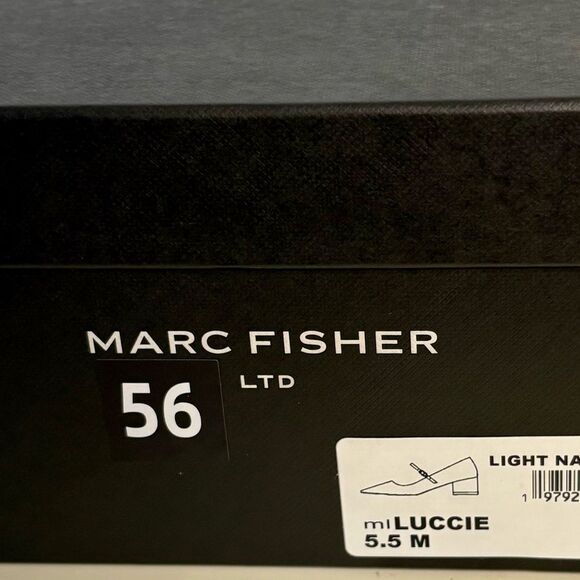 MARC FISHER
LTD
56
LIGHT NA
1 9792
mlLUCCIE
5.5 M